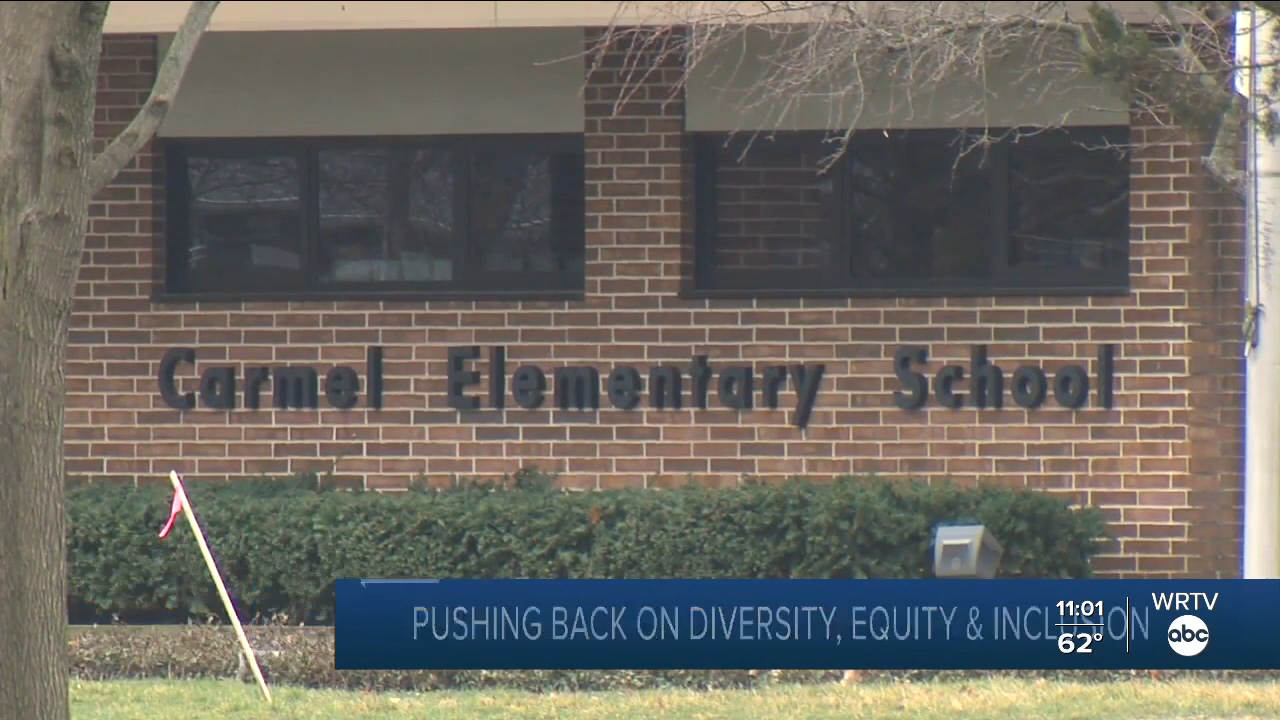 Carmel Elementary School
PUSHING BACK ON DIVERSITY, EQUITY & INCLUSION
11:01
62°
WRTV
abc